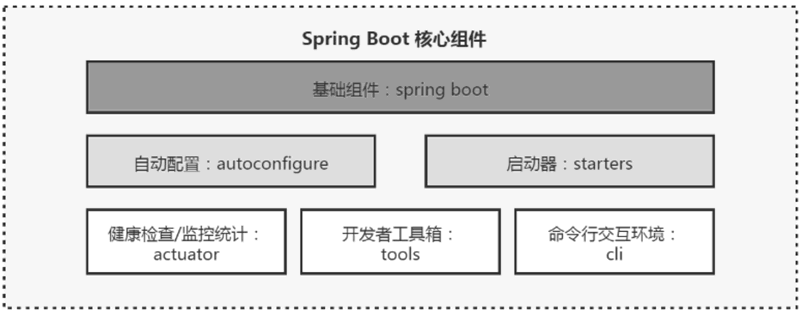 Spring Boot 核心组件
基础组件：spring boot
自动配置：autoconfigure
启动器：starters
健康检查/监控统计：
actuator
开发者工具箱：
tools
命令行交互环境：
cli